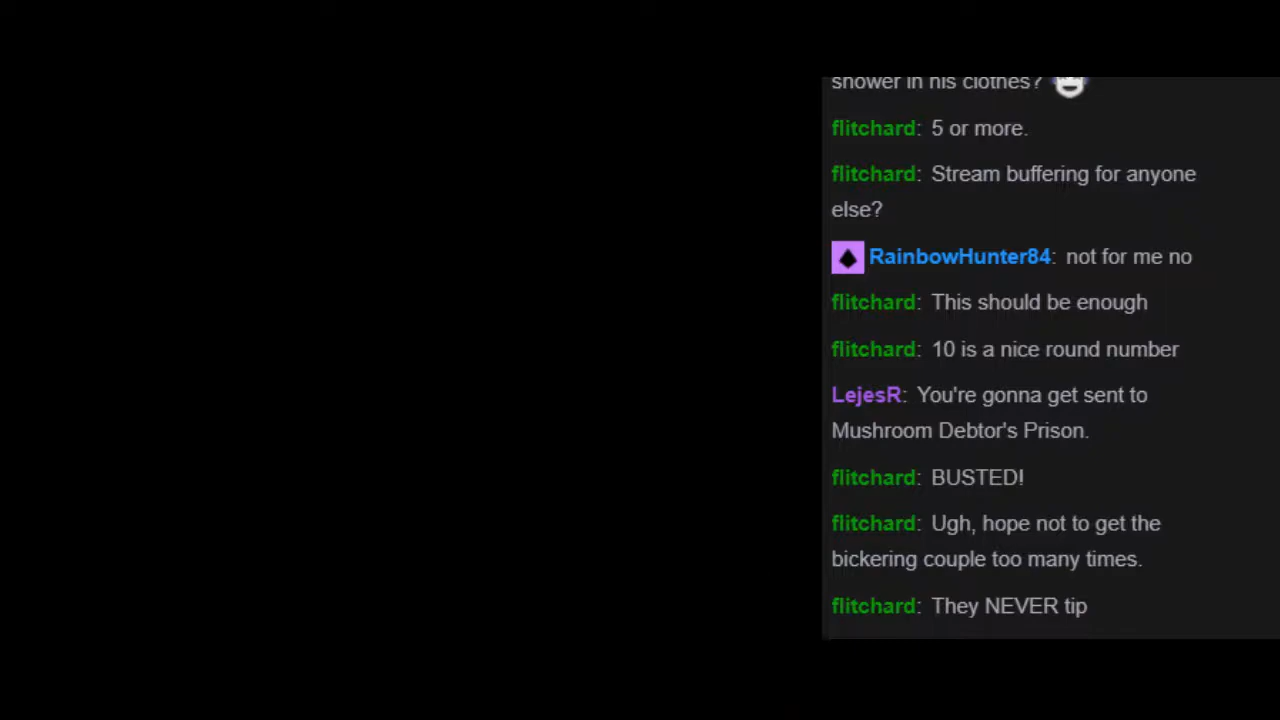 shower in his clothes?
flitchard: 5 or more.
flitchard: Stream buffering for anyone
else?
RainbowHunter84: not for me no
flitchard: This should be enough
flitchard: 10 is a nice round number
LejesR: You're gonna get sent to
Mushroom Debtor's Prison.
flitchard: BUSTED!
flitchard: Ugh, hope not to get the
bickering couple too many times.
flitchard: They NEVER tip